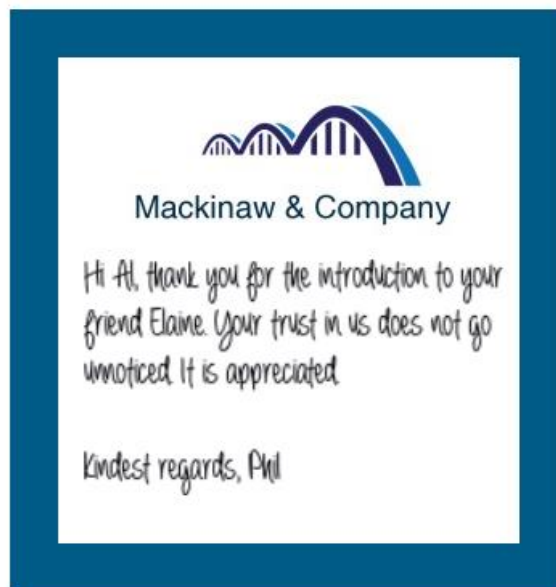 Mackinaw & Company
Hi Al, thank you for the introduction to your
friend Elaine. Your trust in us does not go
unnoticed. It is appreciated.
Kindest regards, Phil